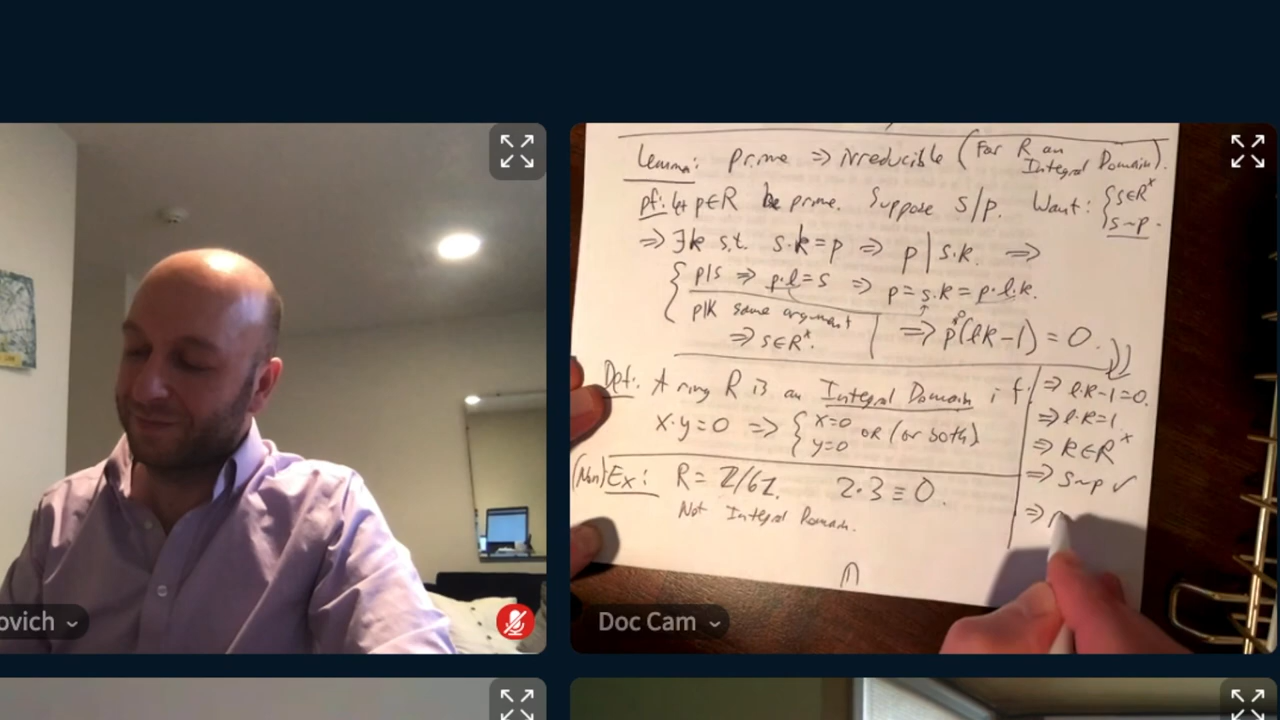 Lemma: prime ⇒ irreducible (for R an Integral Domain).
pf: Let p∈R be prime. Suppose s|p. Want: { s∈R^x
s~p.
⇒ ∃k s.t. s·k=p ⇒ p | s·k. ⇒
{ p|s ⇒ p·l=s ⇒ p=s·k=p·l·k.
p|k same argument
⇒ s∈R^x.
⇒ p(lk-1)=0.
Def: A ring R is an Integral Domain if
x·y=0 ⇒ { x=0 or (or both)
y=0
⇒ l·k-1=0.
⇒ l·k=1.
⇒ k∈R^x
⇒ s~p ✓
⇒
(Non) Ex: R = Z/6Z. 2·3≡0.
Not Integral Domain.
ovich
Doc Cam